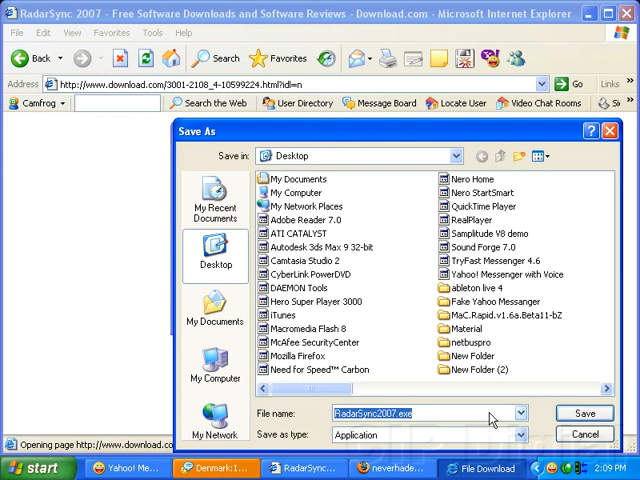 RadarSync 2007 - Free Software Downloads and Software Reviews - Download.com - Microsoft Internet Explorer
File Edit View Favorites Tools Help
Back Search Favorites
Address http://www.download.com/3001-2108_4-10599224.html?idl=n Go Links
Camfrog Search the Web User Directory Message Board Locate User Video Chat Rooms
Save As
Save in: Desktop
My Recent Documents
Desktop
My Documents
My Computer
My Network
My Documents
My Computer
My Network Places
Adobe Reader 7.0
ATI CATALYST
Autodesk 3ds Max 9 32-bit
Camtasia Studio 2
CyberLink PowerDVD
DAEMON Tools
Hero Super Player 3000
iTunes
Macromedia Flash 8
McAfee SecurityCenter
Mozilla Firefox
Need for Speed™ Carbon
Nero Home
Nero StartSmart
QuickTime Player
RealPlayer
Samplitude V8 demo
Sound Forge 7.0
TryFast Messenger 4.6
Yahoo! Messenger with Voice
ableton live 4
Fake Yahoo Messanger
MaC.Rapid.v1.6a.Beta11-bZ
Material
netbuspro
New Folder
New Folder (2)
File name: RadarSync2007.exe Save
Save as type: Application Cancel
Opening page http://www.download.co
start Yahoo! Me... Denmark:1... RadarSync... neverhade... File Download 2:09 PM